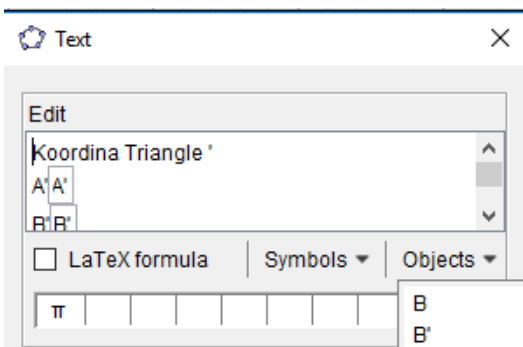 Text
Edit
Koordina Triangle '
A'A'
B'B'
LaTeX formula Symbols Objects
π
B
B'